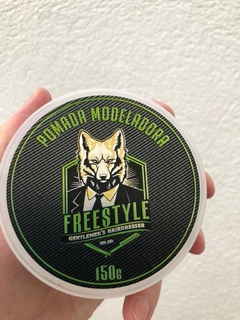 POMADA MODELADORA
FREESTYLE
GENTLEMEN'S HAIRDRESSER
150G